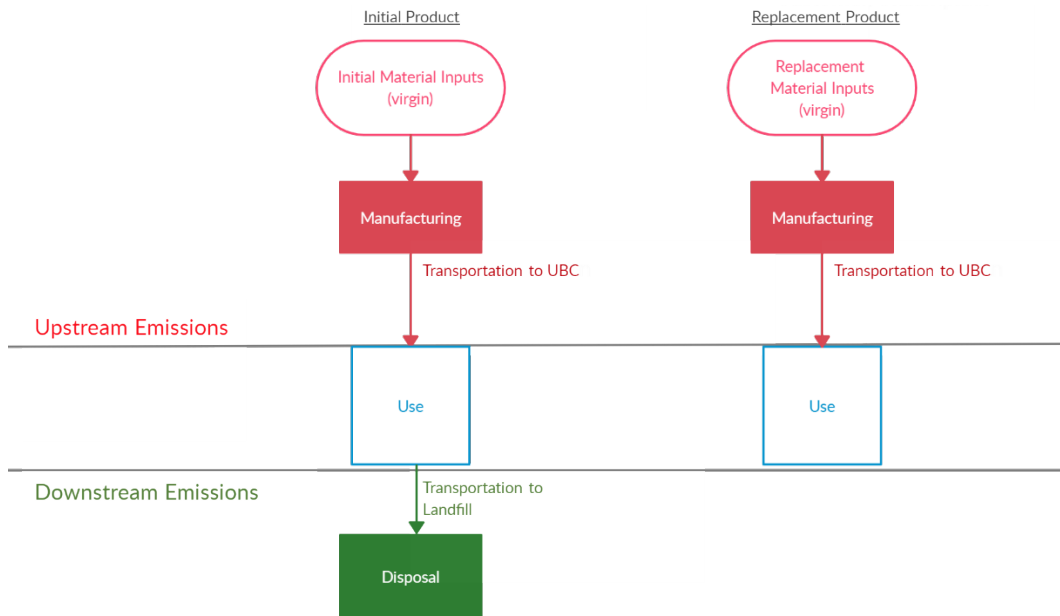 Initial Product
Replacement Product
Initial Material Inputs
(virgin)
Replacement
Material Inputs
(virgin)
Manufacturing
Manufacturing
Transportation to UBC
Transportation to UBC
Upstream Emissions
Use
Use
Downstream Emissions
Transportation to
Landfill
Disposal